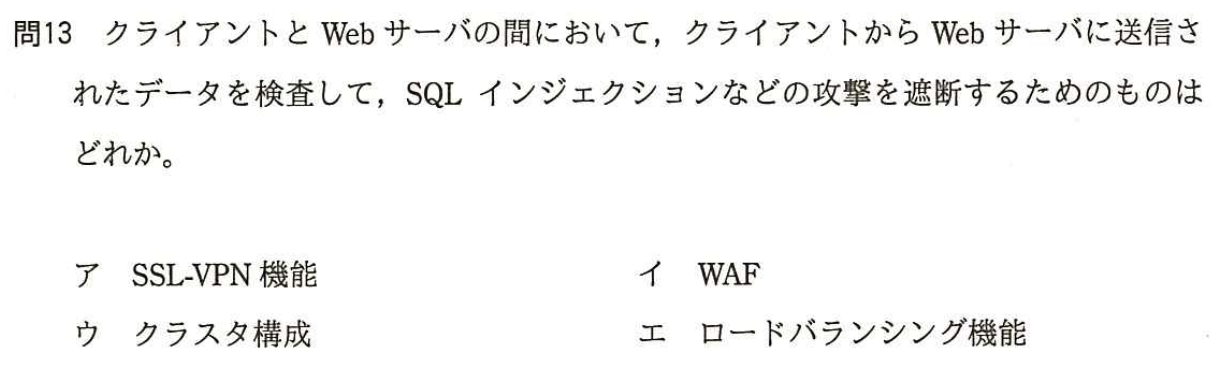 問13　クライアントと Web サーバの間において，クライアントから Web サーバに送信さ
れたデータを検査して，SQL インジェクションなどの攻撃を遮断するためのものは
どれか。
ア　SSL-VPN 機能　　イ　WAF
ウ　クラスタ構成　　エ　ロードバランシング機能